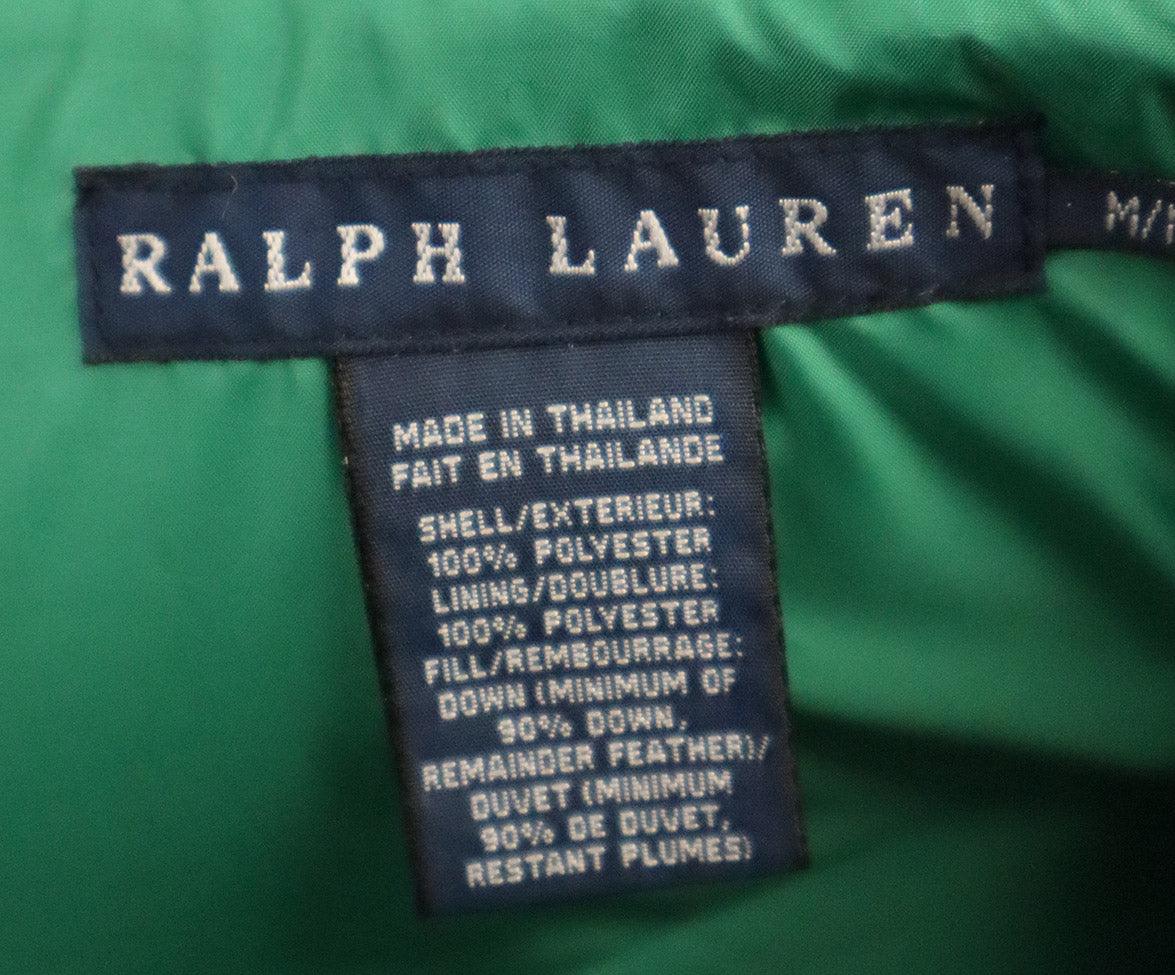 RALPH LAUREN
MADE IN THAILAND
FAIT EN THAILANDE
SHELL/EXTERIEUR:
100% POLYESTER
LINING/DOUBLURE:
100% POLYESTER
FILL/REMBOURRAGE:
DOWN (MINIMUM OF
90% DOWN,
REMAINDER FEATHER)/
DUVET (MINIMUM
90% DE DUVET,
RESTANT PLUMES)